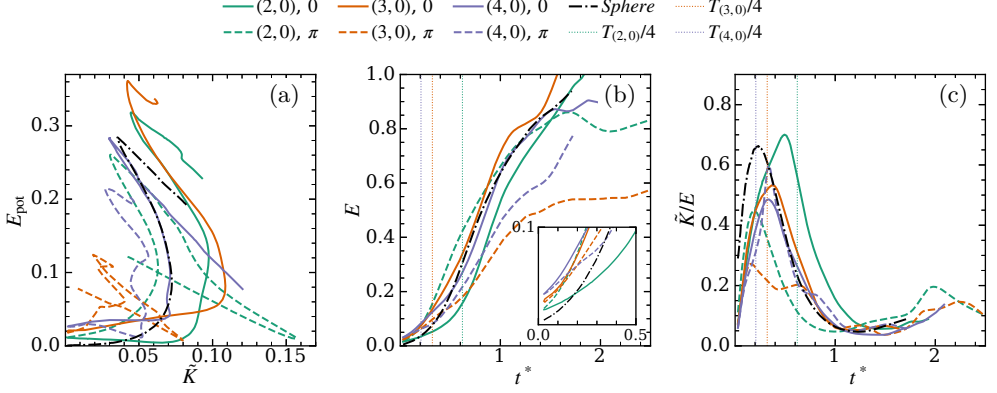 (2, 0), 0 (3, 0), 0 (4, 0), 0 Sphere T(3,0)/4
(2, 0), π (3, 0), π (4, 0), π T(2,0)/4 T(4,0)/4
(a) (b) (c)
E_pot
0.3
0.2
0.1
0.0
0.05 0.10 0.15
K̃
E
1.0
0.8
0.6
0.4
0.2
0.0
1 2
t*
0.1
0.0 0.5
K̃/E
0.8
0.6
0.4
0.2
0.0
1 2
t*